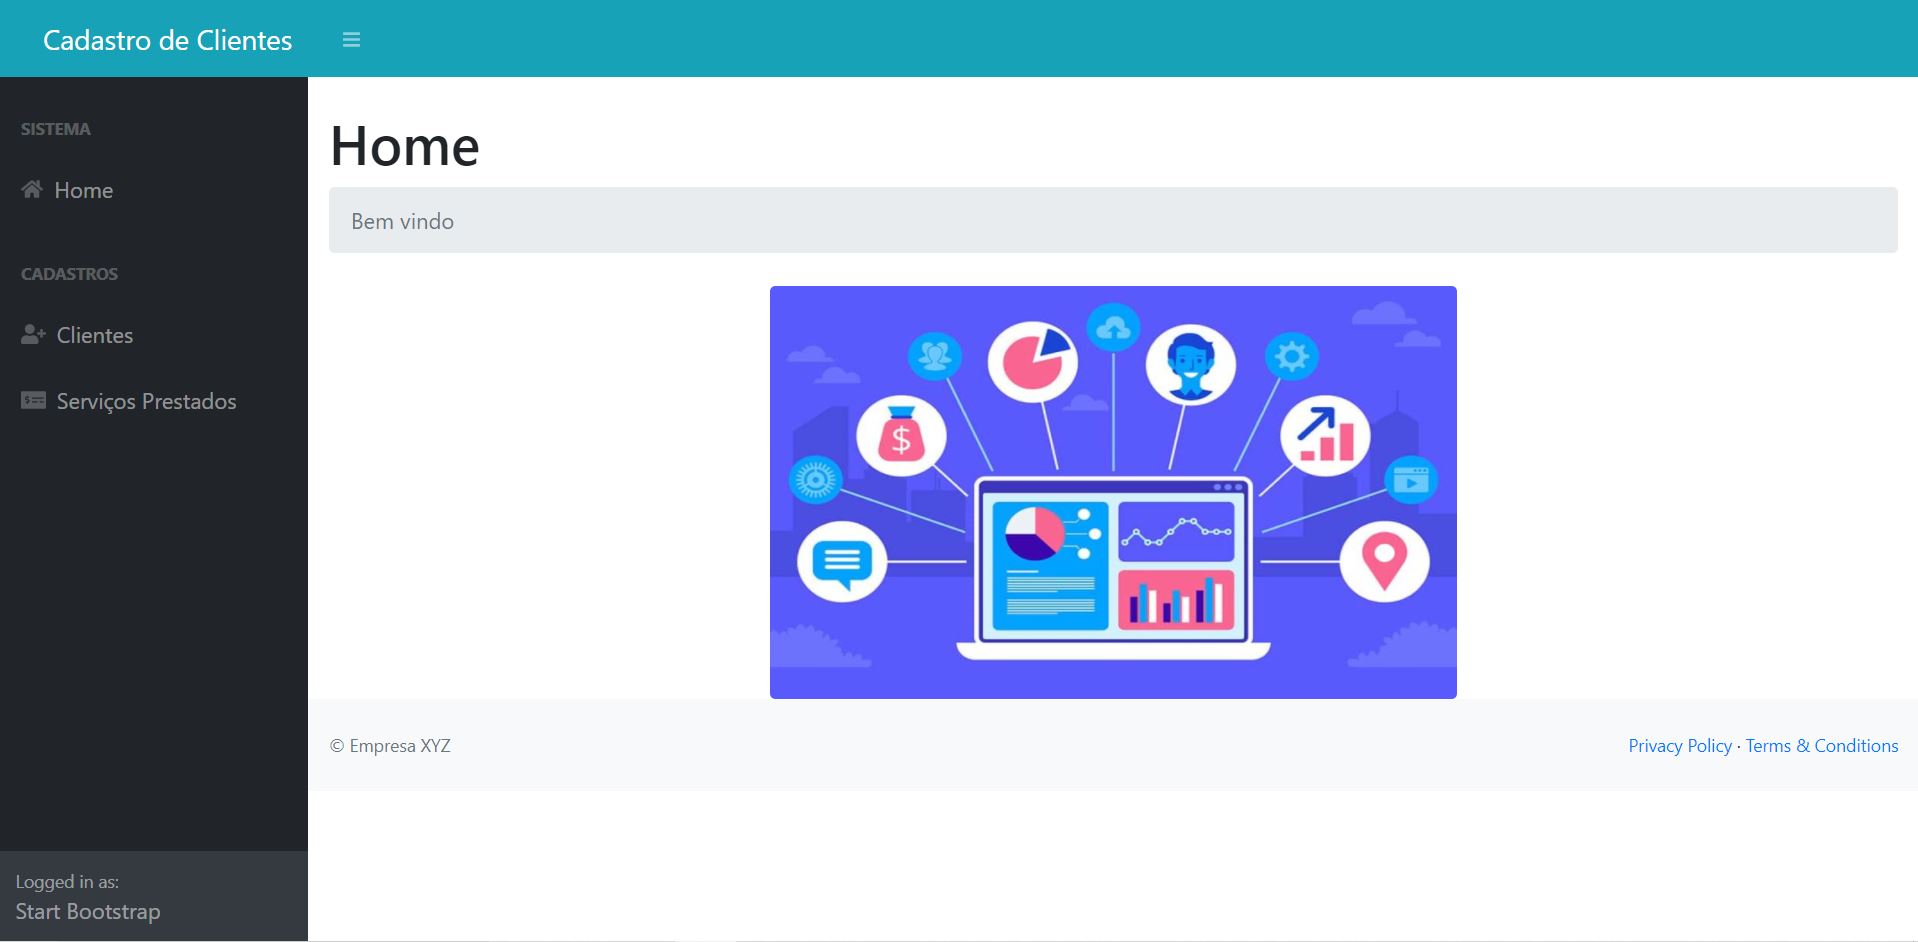 Cadastro de Clientes
SISTEMA
Home
CADASTROS
Clientes
Serviços Prestados
Logged in as:
Start Bootstrap
Home
Bem vindo
$
© Empresa XYZ
Privacy Policy · Terms & Conditions